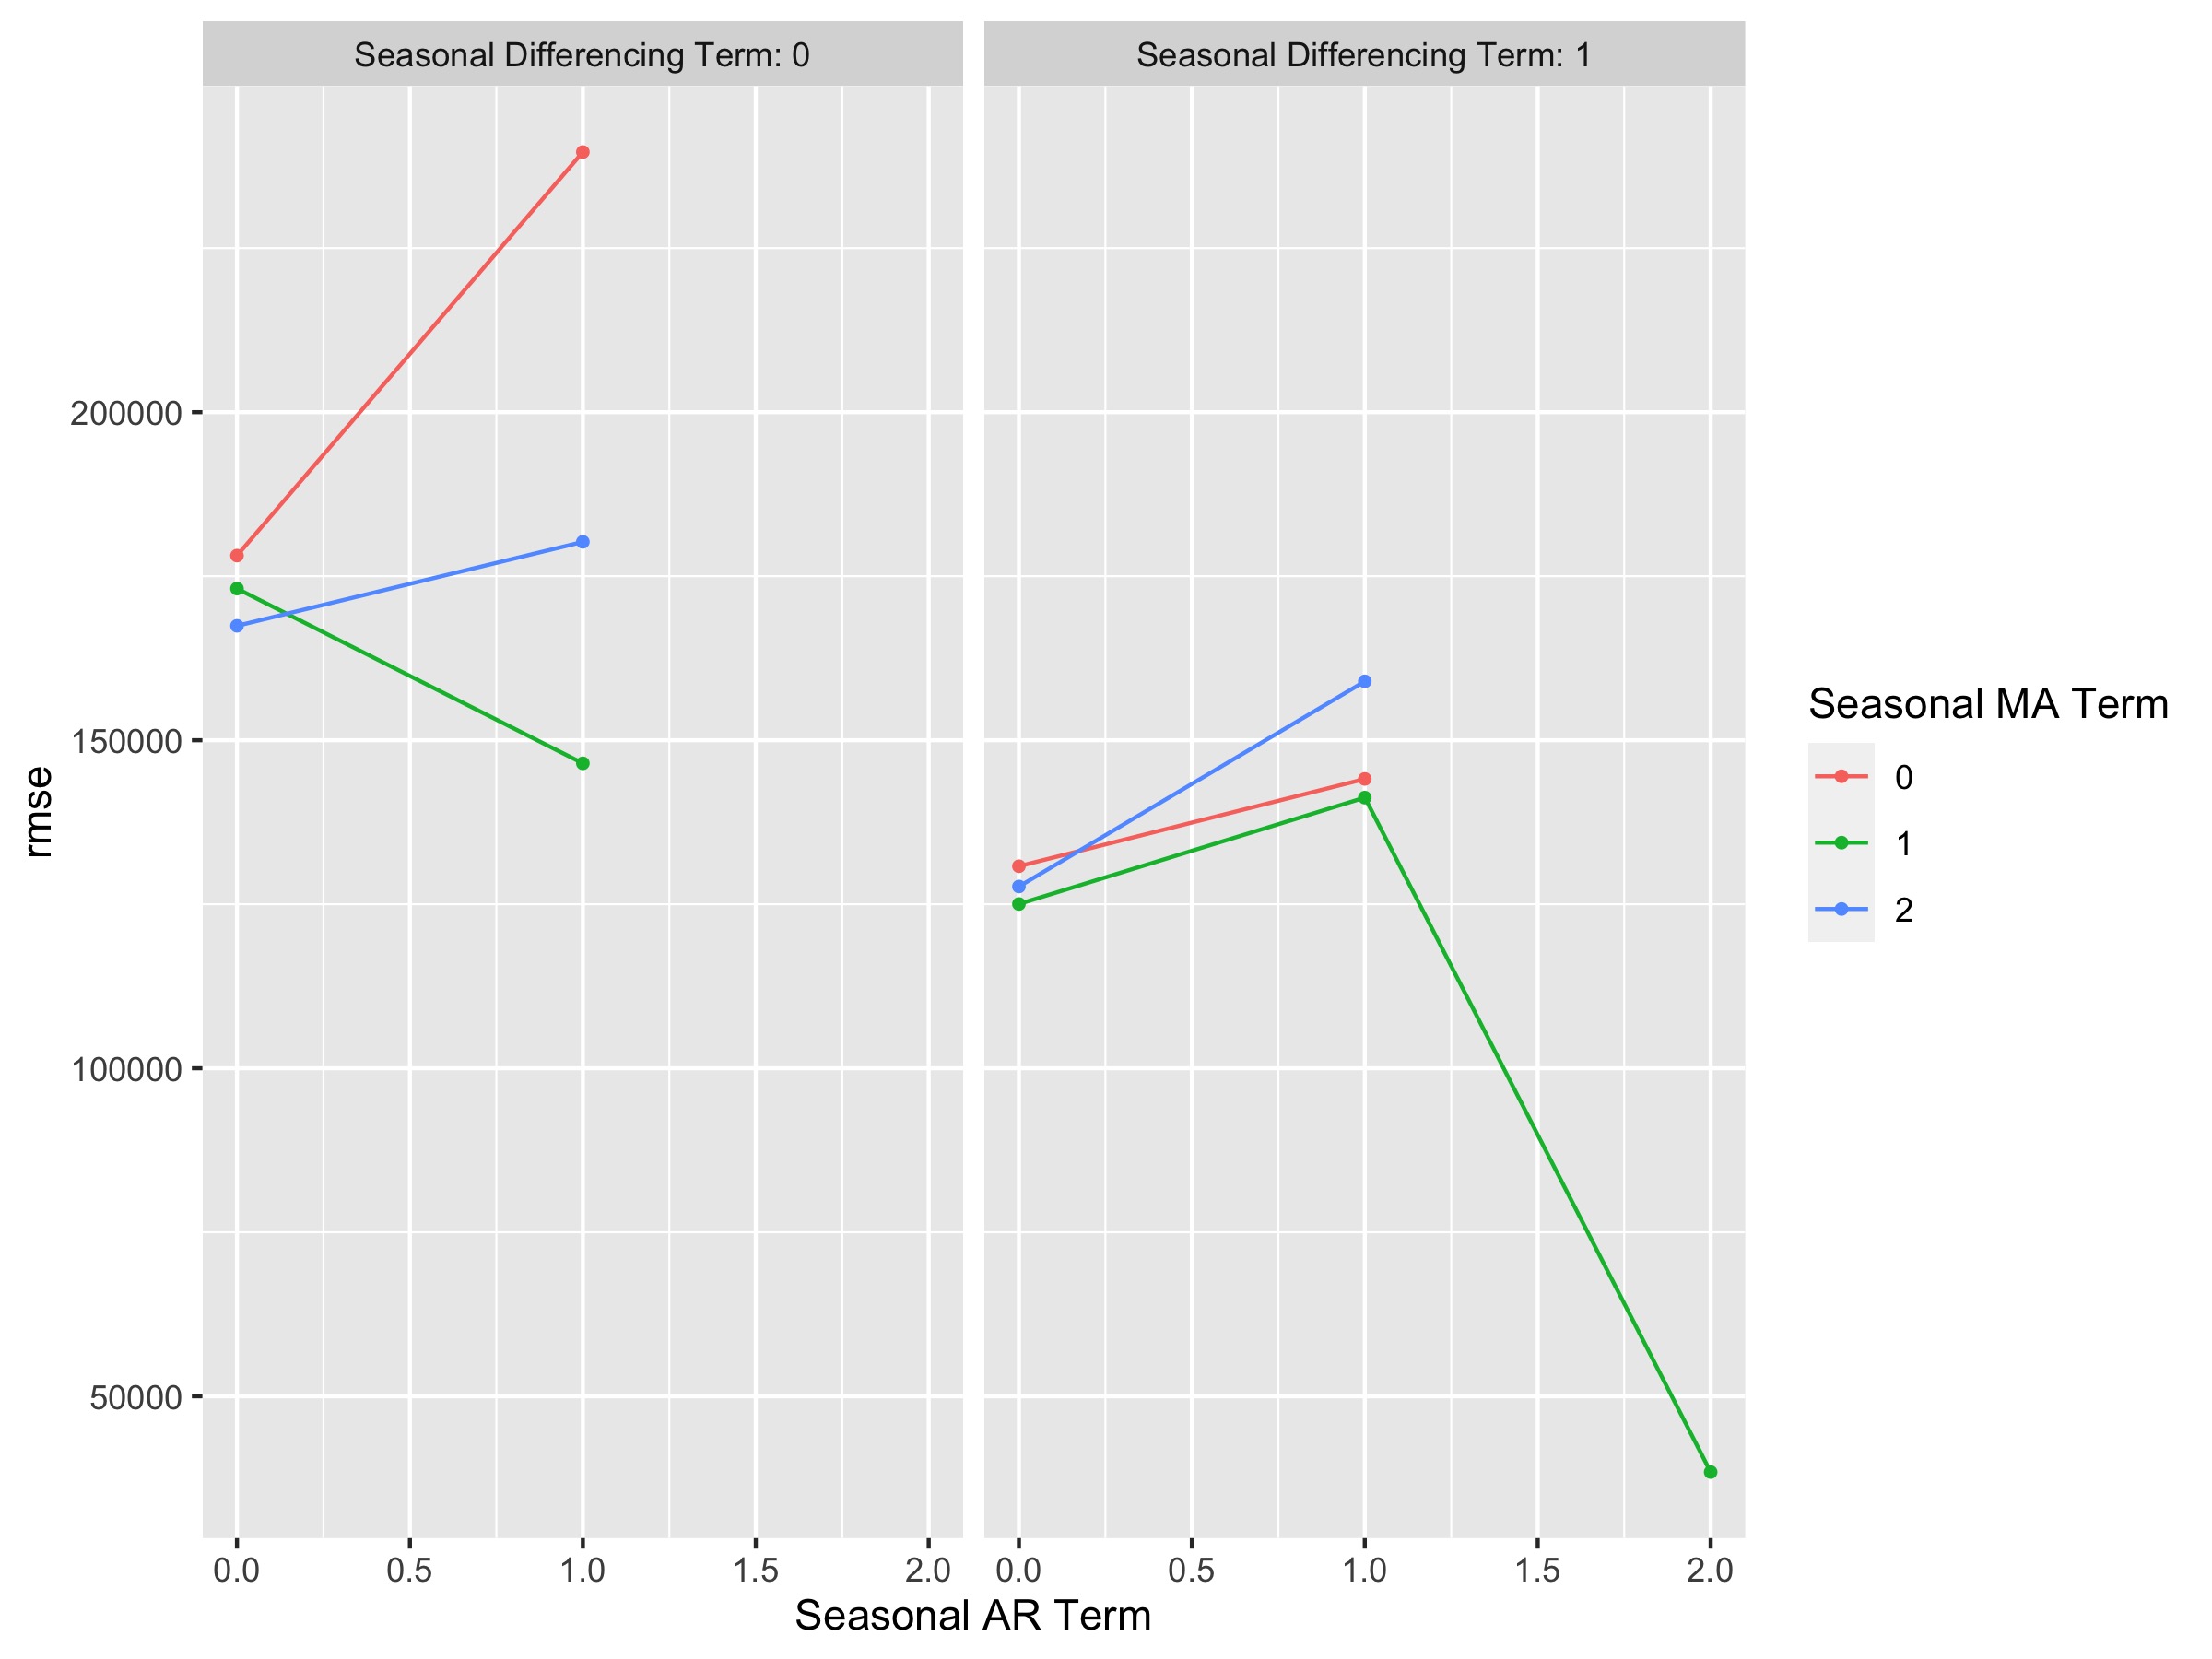 Seasonal Differencing Term: 0
Seasonal Differencing Term: 1
200000
150000
100000
50000
rmse
0.0 0.5 1.0 1.5 2.0
0.0 0.5 1.0 1.5 2.0
Seasonal AR Term
Seasonal MA Term
0
1
2